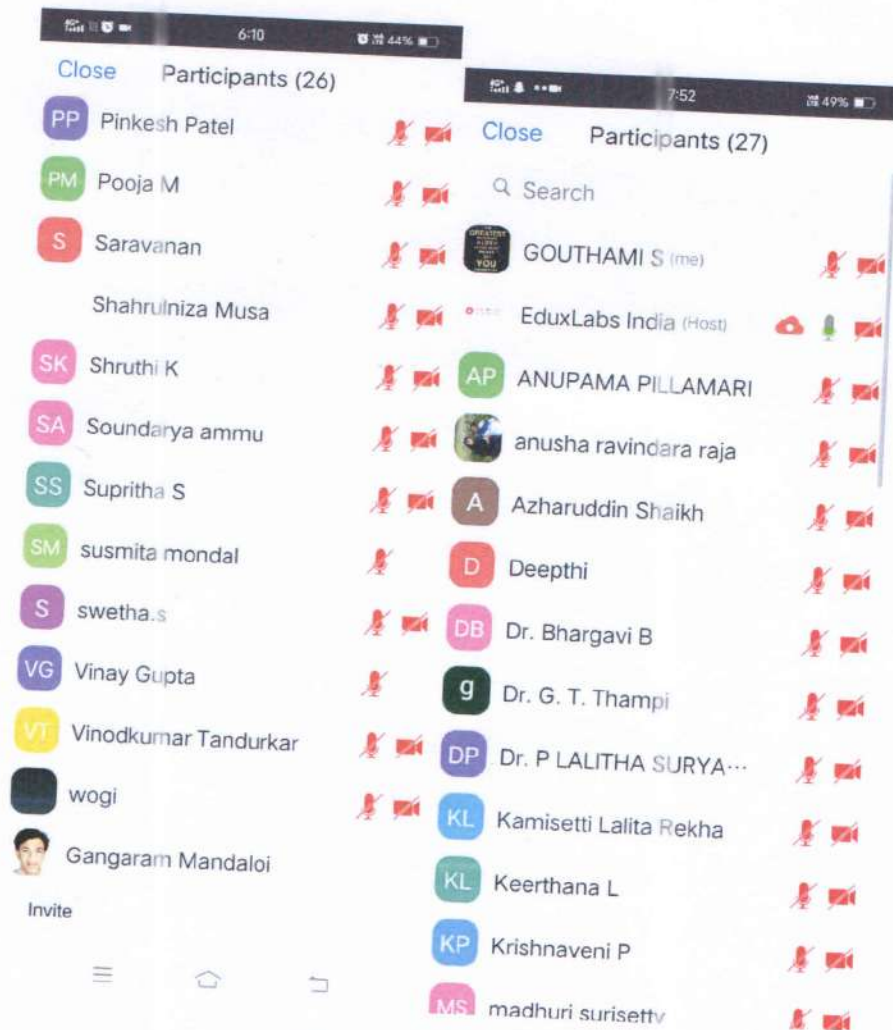 6:10
44%
Close Participants (26)
PP Pinkesh Patel
PM Pooja M
S Saravanan
Shahrulniza Musa
SK Shruthi K
SA Soundarya ammu
SS Supritha S
SM susmita mondal
S swetha.s
VG Vinay Gupta
VT Vinodkumar Tandurkar
wogi
Gangaram Mandaloi
Invite
7:52
49%
Close Participants (27)
Search
GREATEST
YOU
GOUTHAMI S (me)
EduxLabs India (Host)
AP ANUPAMA PILLAMARI
anusha ravindara raja
A Azharuddin Shaikh
D Deepthi
DB Dr. Bhargavi B
g Dr. G. T. Thampi
DP Dr. P LALITHA SURYA...
KL Kamisetti Lalita Rekha
KL Keerthana L
KP Krishnaveni P
MS madhuri surisetty